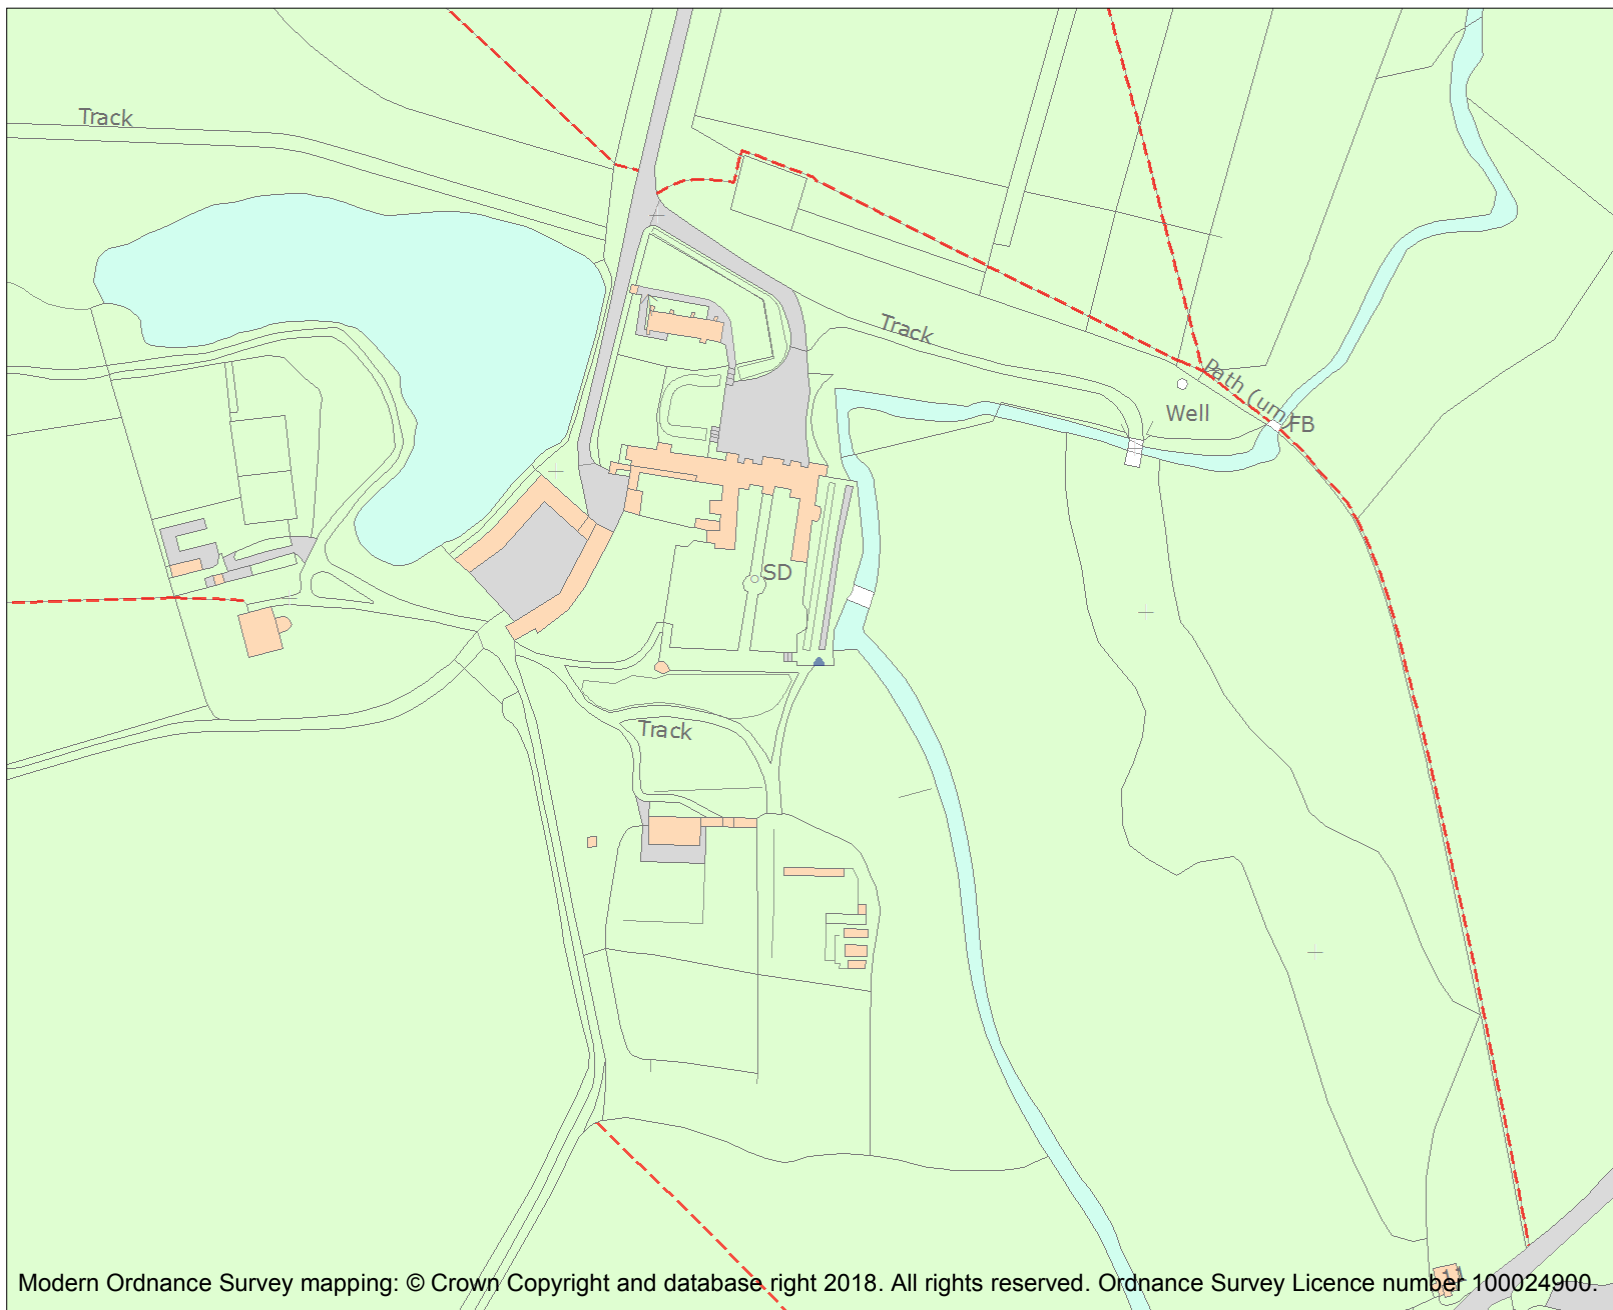 Track
Track
Path (um)
Well
FB
SD
Track
Modern Ordnance Survey mapping: © Crown Copyright and database right 2018. All rights reserved. Ordnance Survey Licence number 100024900.